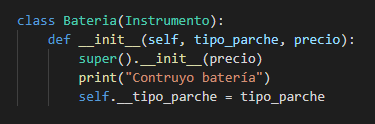 class Bateria(Instrumento):
    def __init__(self, tipo_parche, precio):
        super().__init__(precio)
        print("Contruyo batería")
        self.__tipo_parche = tipo_parche